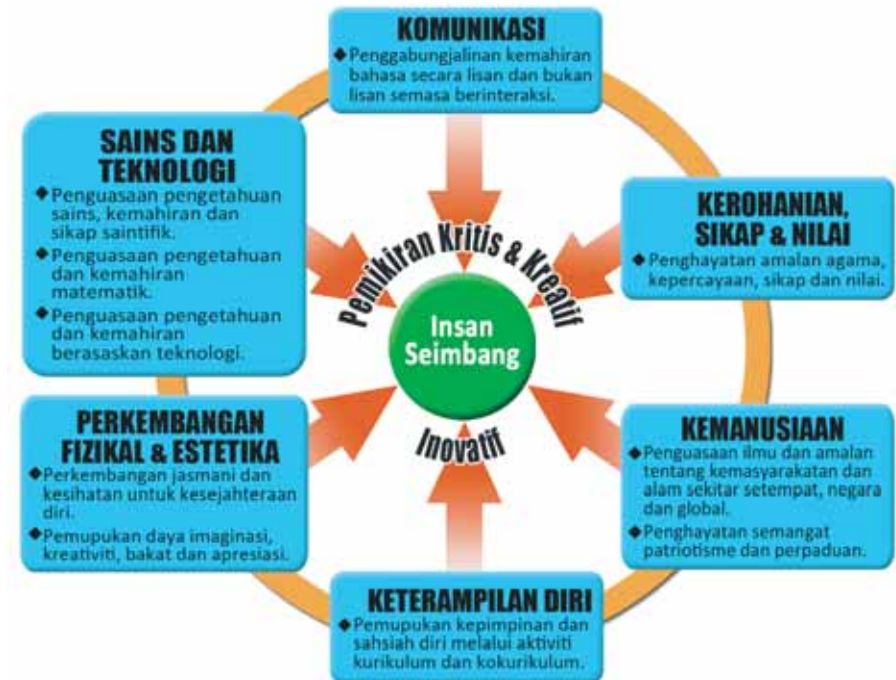 KOMUNIKASI
◆Penggabungjalinan kemahiran
bahasa secara lisan dan bukan
lisan semasa berinteraksi.
SAINS DAN
TEKNOLOGI
◆Penguasaan pengetahuan
sains, kemahiran dan
sikap saintifik.
◆Penguasaan pengetahuan
dan kemahiran
matematik.
◆Penguasaan pengetahuan
dan kemahiran
berasaskan teknologi.
KEROHANIAN,
SIKAP & NILAI
◆Penghayatan amalan agama,
kepercayaan, sikap dan nilai.
Pemikiran Kritis & Kreatif
Insan
Seimbang
Inovatif
PERKEMBANGAN
FIZIKAL & ESTETIKA
◆Perkembangan jasmani dan
kesihatan untuk kesejahteraan
diri.
◆Pemupukan daya imaginasi,
kreativiti, bakat dan apresiasi.
KEMANUSIAAN
◆Penguasaan ilmu dan amalan
tentang kemasyarakatan dan
alam sekitar setempat, negara
dan global.
◆Penghayatan semangat
patriotisme dan perpaduan.
KETERAMPILAN DIRI
◆Pemupukan kepimpinan dan
sahsiah diri melalui aktiviti
kurikulum dan kokurikulum.